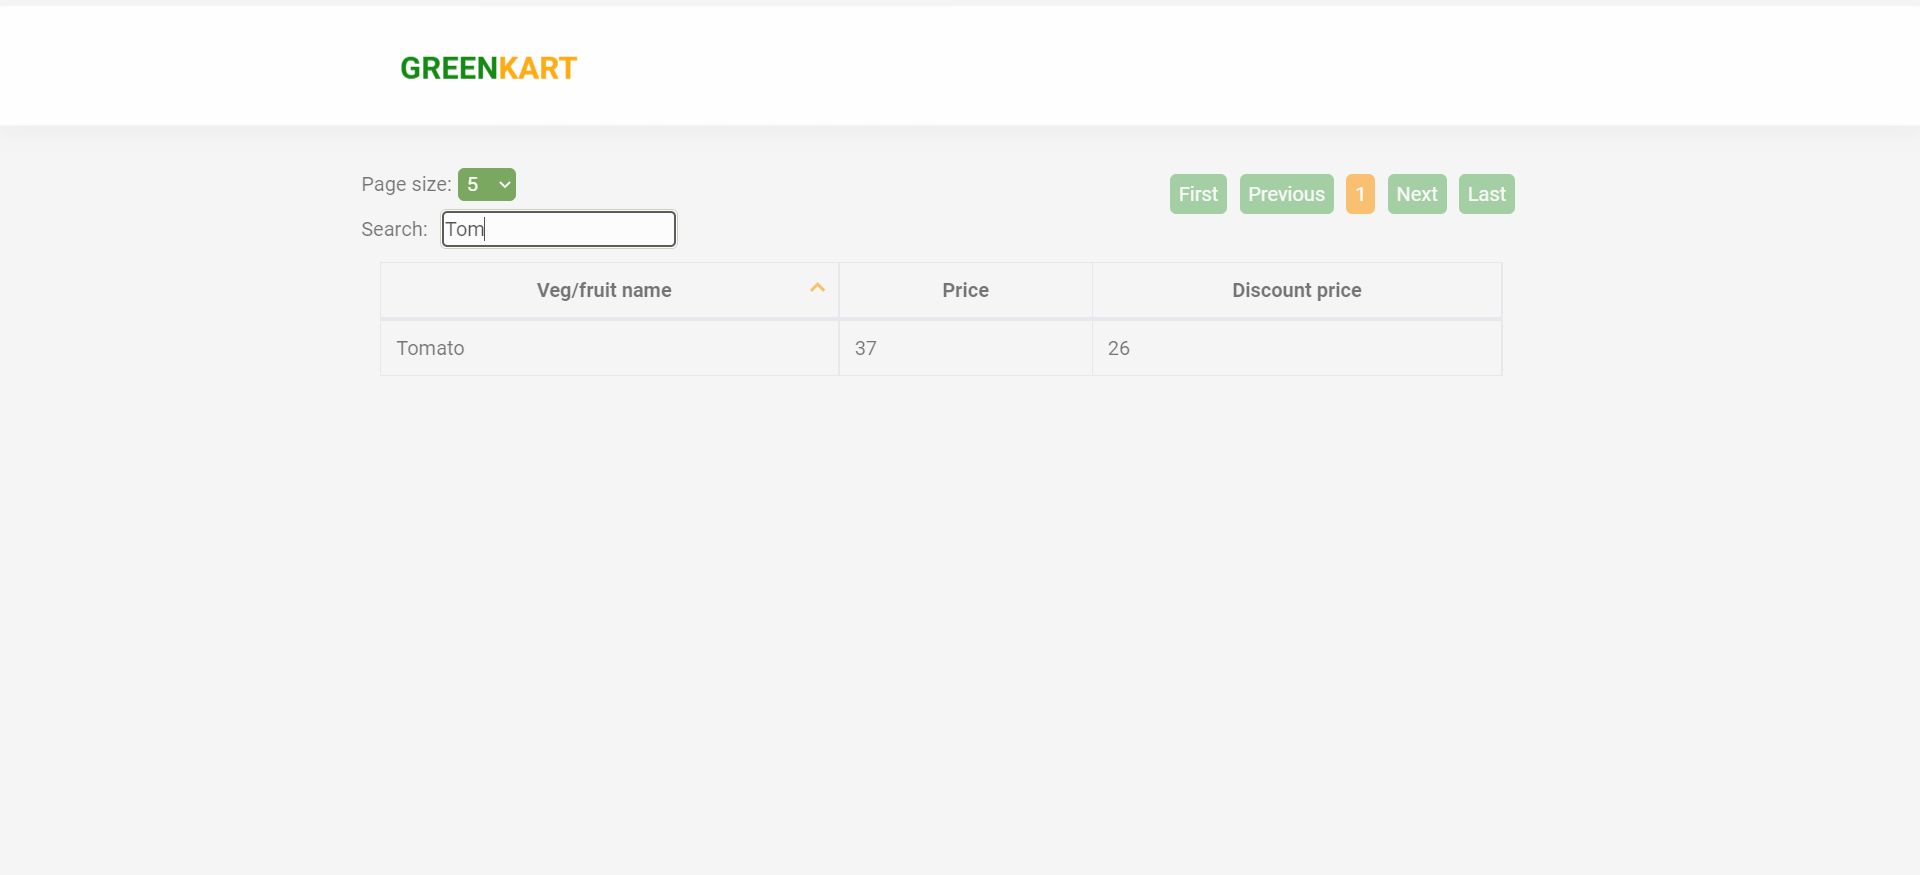 GREENKART
Page size: 5
First Previous 1 Next Last
Search: Tom
Veg/fruit name Price Discount price
Tomato 37 26